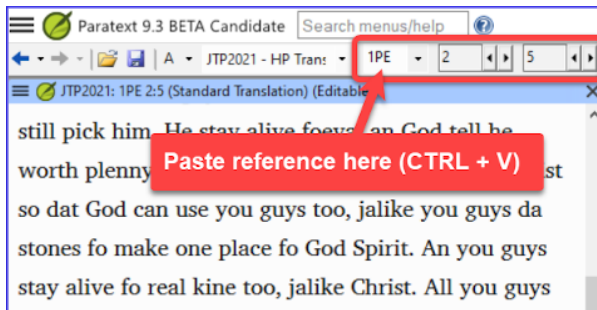 Paratext 9.3 BETA Candidate Search menus/help
A JTP2021 - HP Trans 1PE 2 5
JTP2021: 1PE 2:5 (Standard Translation) (Editable
still pick him. He stay alive foeva, an God tell he
worth plenny
Paste reference here (CTRL + V)
so dat God can use you guys too, jalike you guys da
stones fo make one place fo God Spirit. An you guys
stay alive fo real kine too, jalike Christ. All you guys